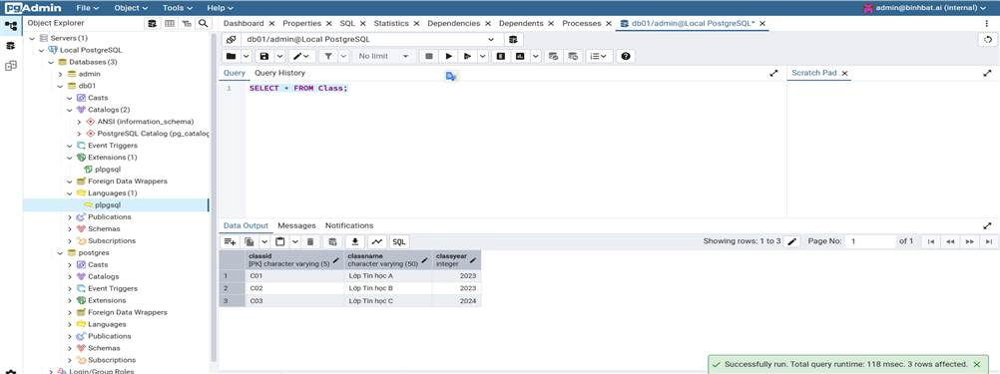 pgAdmin File Object Tools Help admin@binhbat.ai (internal)
Object Explorer
Dashboard Properties SQL Statistics Dependencies Dependents Processes db01/admin@Local PostgreSQL*
Servers (1)
Local PostgreSQL
Databases (3)
admin
db01
Casts
Catalogs (2)
ANSI (information_schema)
PostgreSQL Catalog (pg_catalog
Event Triggers
Extensions (1)
plpgsql
Foreign Data Wrappers
Languages (1)
plpgsql
Publications
Schemas
Subscriptions
postgres
Casts
Catalogs
Event Triggers
Extensions
Foreign Data Wrappers
Languages
Publications
Schemas
Subscriptions
Login/Group Roles
db01/admin@Local PostgreSQL
No limit
Query Query History
Scratch Pad
1 SELECT * FROM Class;
Data Output Messages Notifications
SQL
Showing rows: 1 to 3 Page No: 1 of 1
classid classname classyear
[PK] character varying (5) character varying (50) integer
1 C01 Lớp Tin học A 2023
2 C02 Lớp Tin học B 2023
3 C03 Lớp Tin học C 2024
Successfully run. Total query runtime: 118 msec. 3 rows affected.